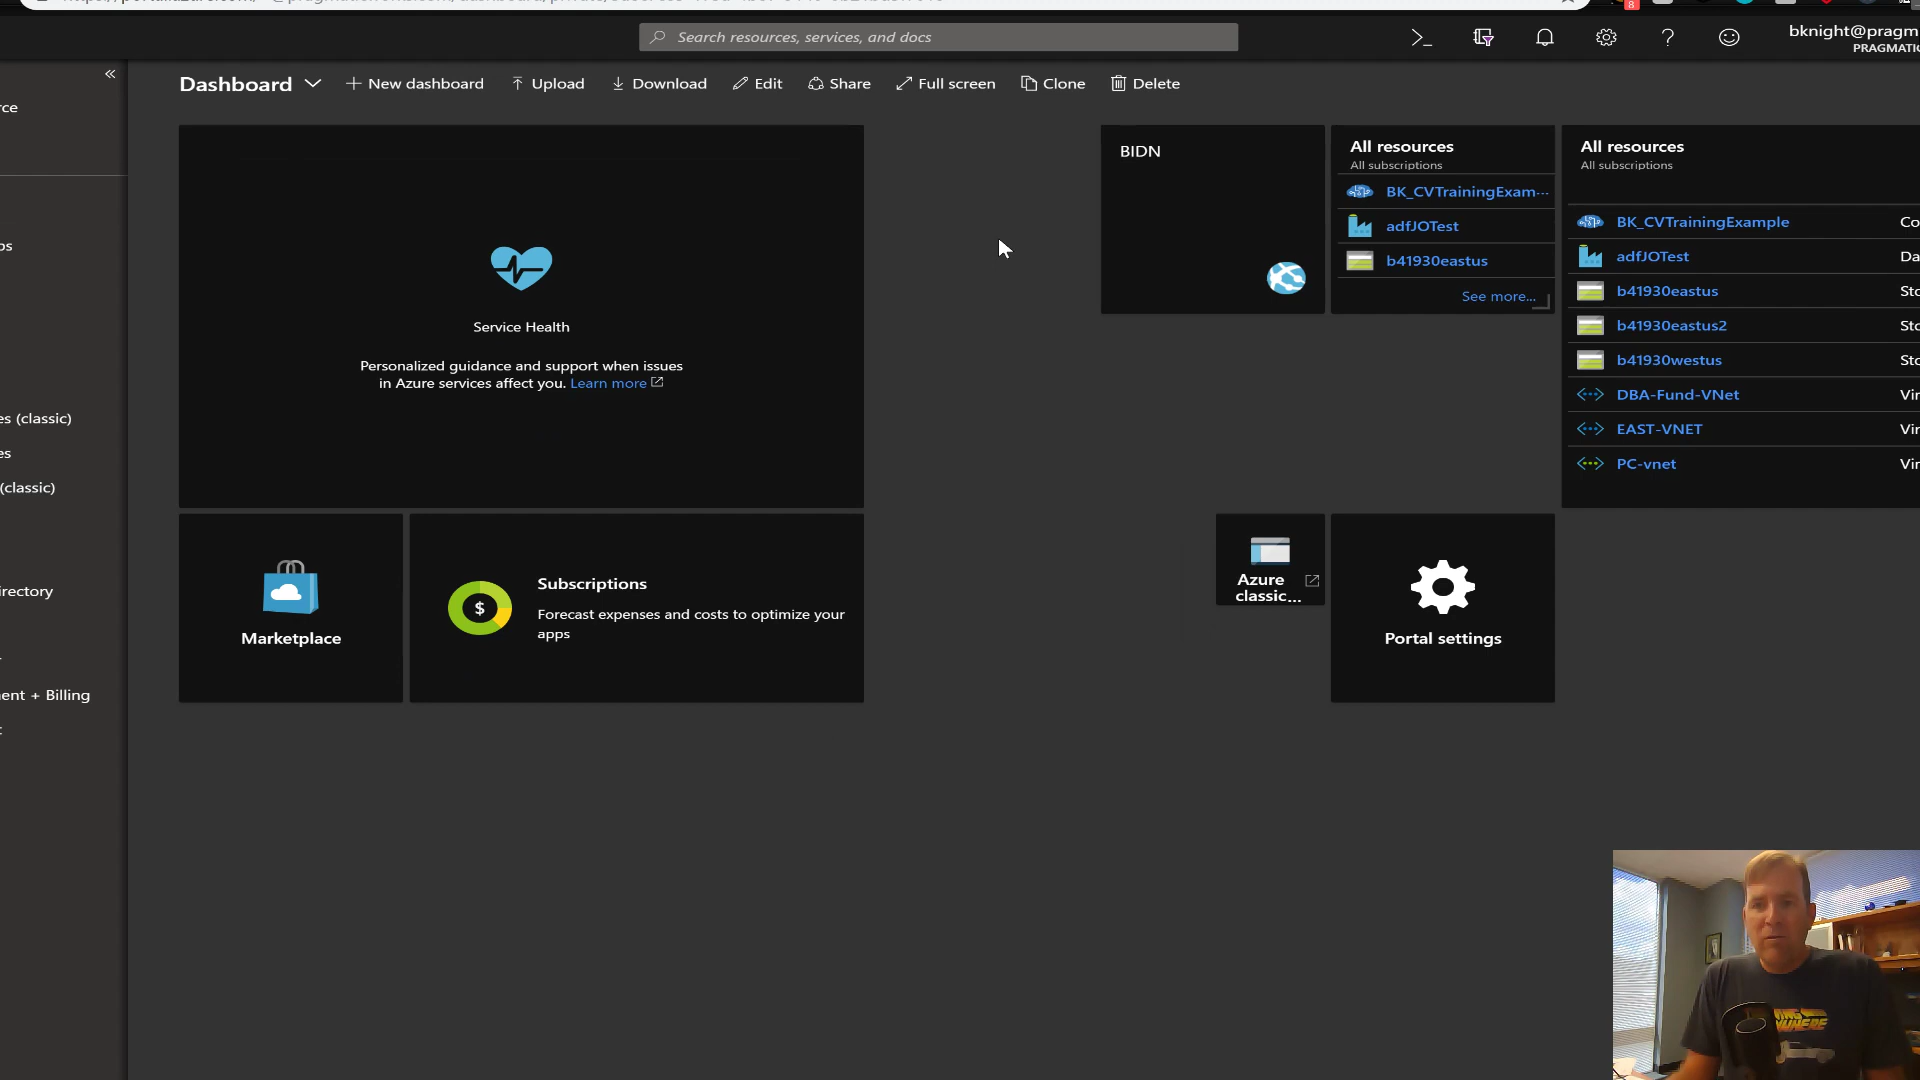 Search resources, services, and docs
bknight@pragm
PRAGMATIC
8
«
rce
Dashboard
New dashboard
Upload
Download
Edit
Share
Full screen
Clone
Delete
ps
es (classic)
es
(classic)
irectory
ent + Billing
Service Health
Personalized guidance and support when issues
in Azure services affect you. Learn more
BIDN
All resources
All subscriptions
BK_CVTrainingExam...
adfJOTest
b41930eastus
See more...
All resources
All subscriptions
BK_CVTrainingExample Co
adfJOTest Da
b41930eastus Sto
b41930eastus2 Sto
b41930westus Sto
DBA-Fund-VNet Vir
EAST-VNET Vir
PC-vnet Vir
Marketplace
$
Subscriptions
Forecast expenses and costs to optimize your
apps
Azure
classic...
Portal settings